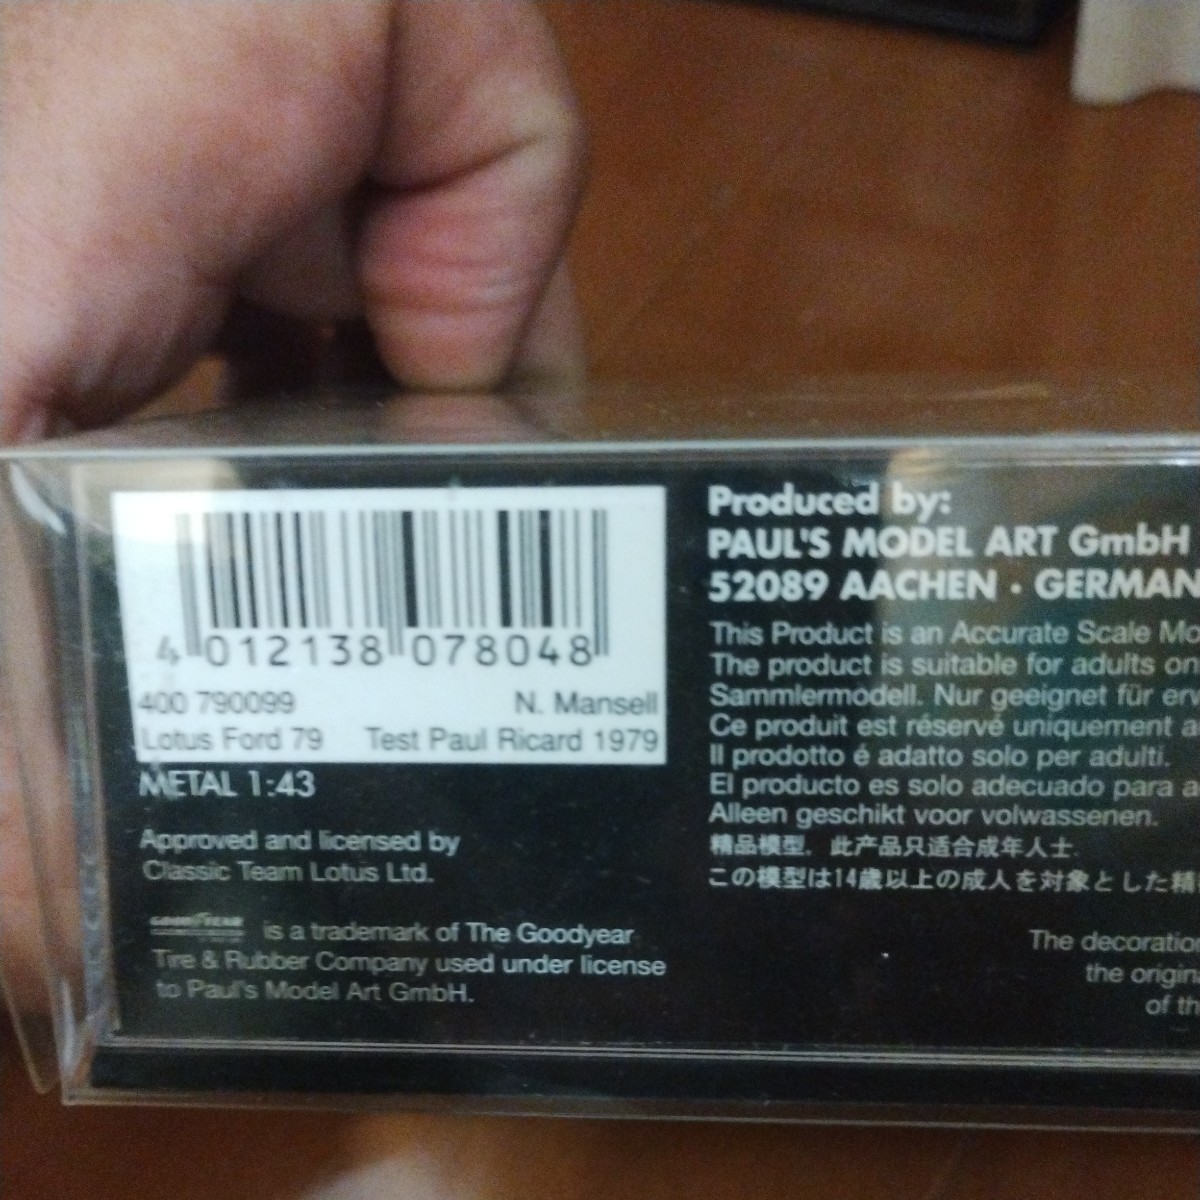 4 012138 078048
400 790099 N. Mansell
Lotus Ford 79 Test Paul Ricard 1979
METAL 1:43
Approved and licensed by
Classic Team Lotus Ltd.
GOODYEAR is a trademark of The Goodyear
Tire & Rubber Company used under license
to Paul's Model Art GmbH.
Produced by:
PAUL'S MODEL ART GmbH
52089 AACHEN · GERMAN
This Product is an Accurate Scale Mo
The product is suitable for adults on
Sammlermodell. Nur geeignet für erw
Ce produit est réservé uniquement a
Il prodotto é adatto solo per adulti.
El producto es solo adecuado para a
Alleen geschikt voor volwassenen.
精品模型. 此产品只适合成年人士.
この模型は14歳以上の成人を対象とした精
The decoratio
the origina
of th